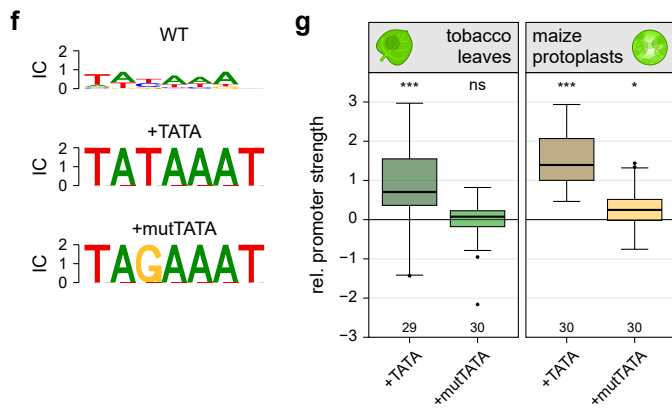 f
WT
IC
2
1
0
TATAAA
+TATA
IC
2
1
0
TATAAAT
+mutTATA
IC
2
1
0
TAGAAAT
g
tobacco
leaves
maize
protoplasts
rel. promoter strength
3
2
1
0
−1
−2
−3
*** ns *** *
29 30 30 30
+TATA +mutTATA +TATA +mutTATA